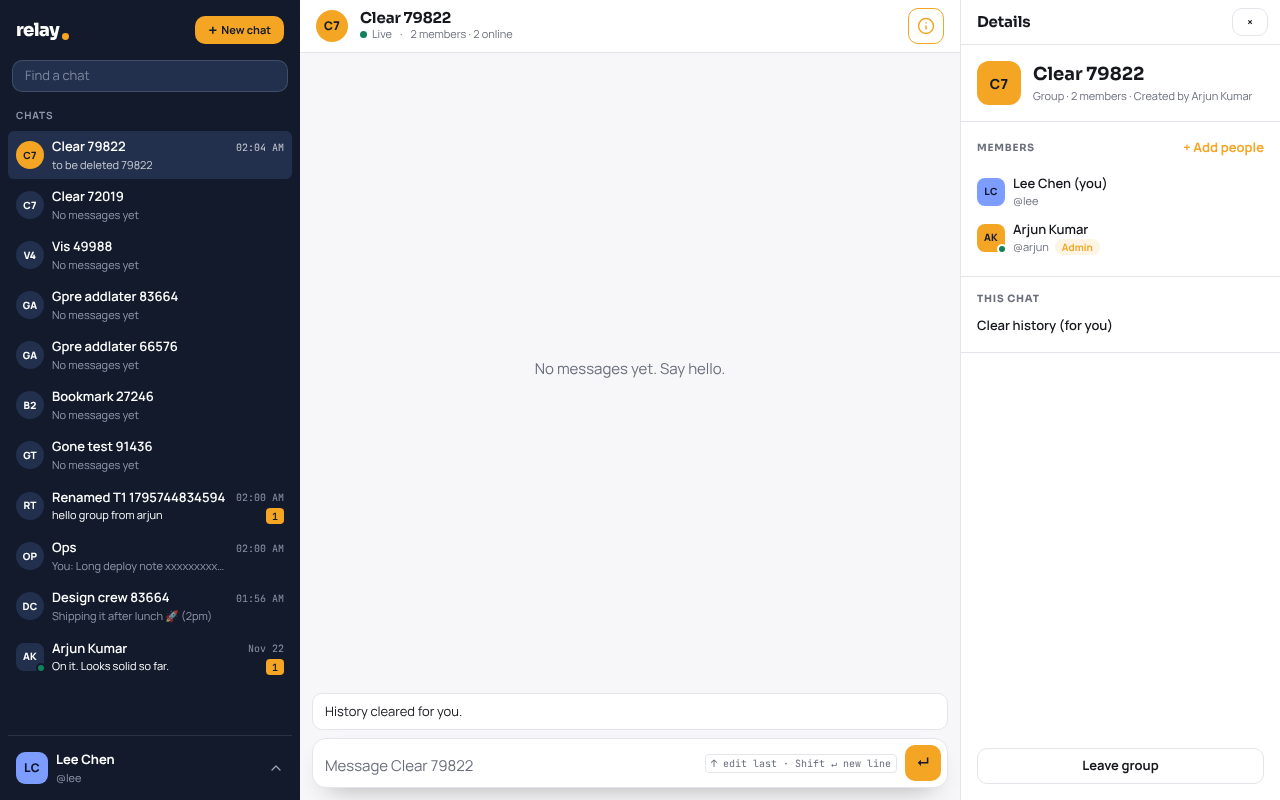 relay.
+ New chat
Find a chat
CHATS
C7 Clear 79822 02:04 AM
to be deleted 79822
C7 Clear 72019
No messages yet
V4 Vis 49988
No messages yet
GA Gpre addlater 83664
No messages yet
GA Gpre addlater 66576
No messages yet
B2 Bookmark 27246
No messages yet
GT Gone test 91436
No messages yet
RT Renamed T1 1795744834594 02:00 AM
hello group from arjun 1
OP Ops 02:00 AM
You: Long deploy note xxxxxxxxx...
DC Design crew 83664 01:56 AM
Shipping it after lunch 🚀 (2pm)
AK Arjun Kumar Nov 22
On it. Looks solid so far. 1
LC Lee Chen
@lee
C7 Clear 79822
Live · 2 members · 2 online
No messages yet. Say hello.
History cleared for you.
Message Clear 79822 ↑ edit last · Shift ↵ new line ↵
Details ×
C7 Clear 79822
Group · 2 members · Created by Arjun Kumar
MEMBERS + Add people
LC Lee Chen (you)
@lee
AK Arjun Kumar
@arjun Admin
THIS CHAT
Clear history (for you)
Leave group